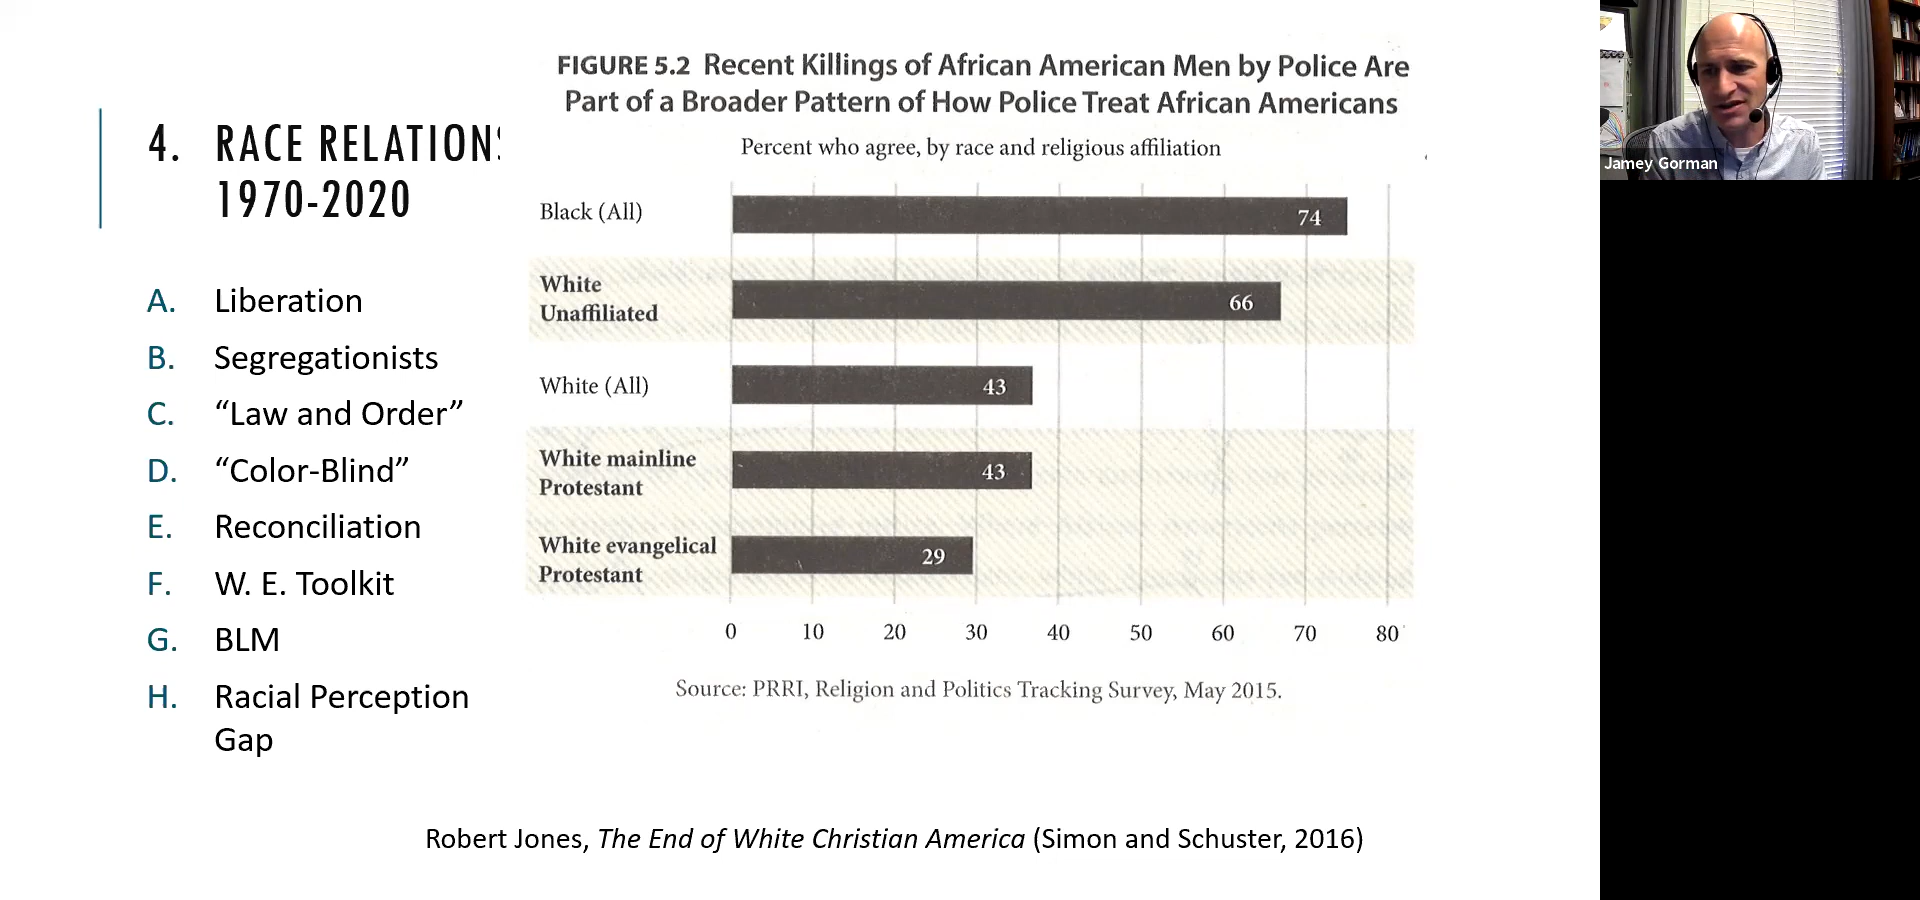 4. RACE RELATIONS
1970-2020
A. Liberation
B. Segregationists
C. “Law and Order”
D. “Color-Blind”
E. Reconciliation
F. W. E. Toolkit
G. BLM
H. Racial Perception
Gap
FIGURE 5.2 Recent Killings of African American Men by Police Are
Part of a Broader Pattern of How Police Treat African Americans
Percent who agree, by race and religious affiliation
Black (All)
74
White
Unaffiliated
66
White (All)
43
White mainline
Protestant
43
White evangelical
Protestant
29
0 10 20 30 40 50 60 70 80
Source: PRRI, Religion and Politics Tracking Survey, May 2015.
Robert Jones, The End of White Christian America (Simon and Schuster, 2016)
Jamey Gorman